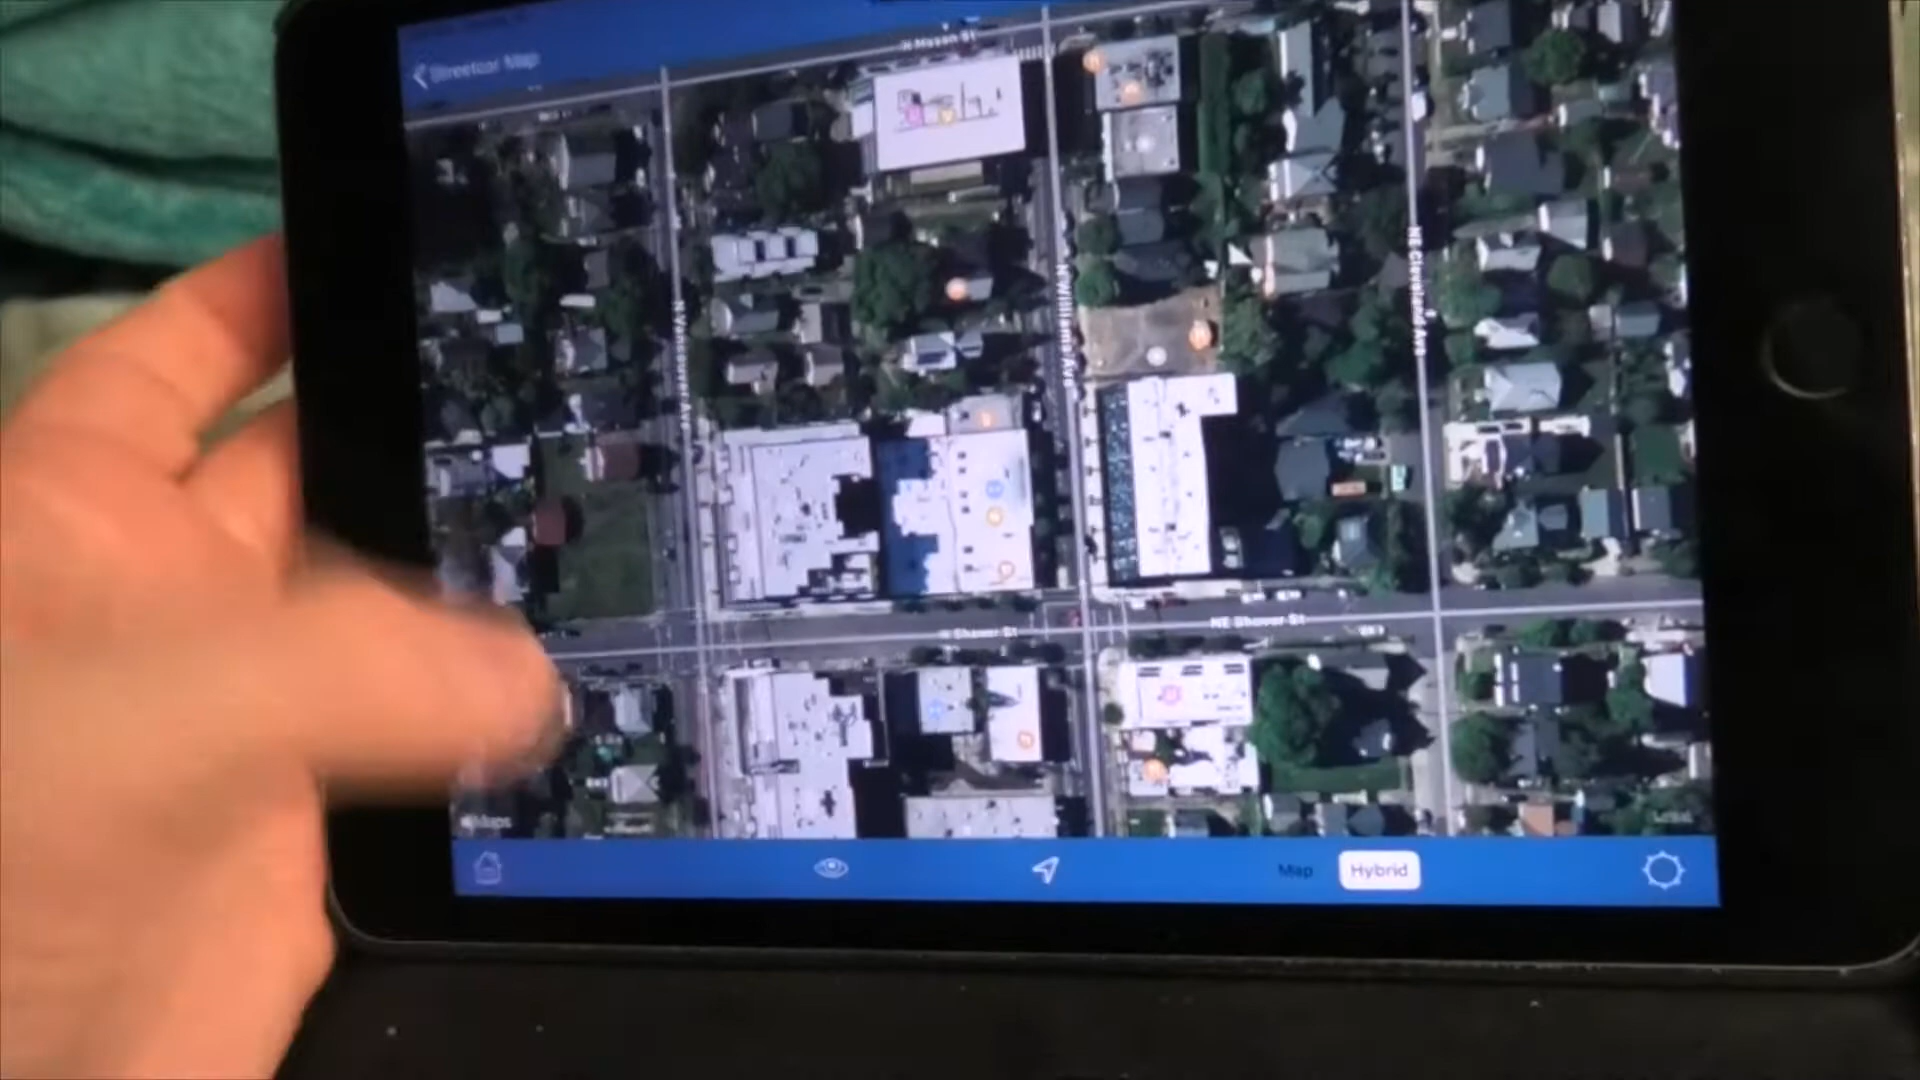 Streetcar Map
N Mason St
N Vancouver Ave
N Williams Ave
NE Cleveland Ave
N Shaver St
NE Shaver St
Maps
Legal
Map
Hybrid